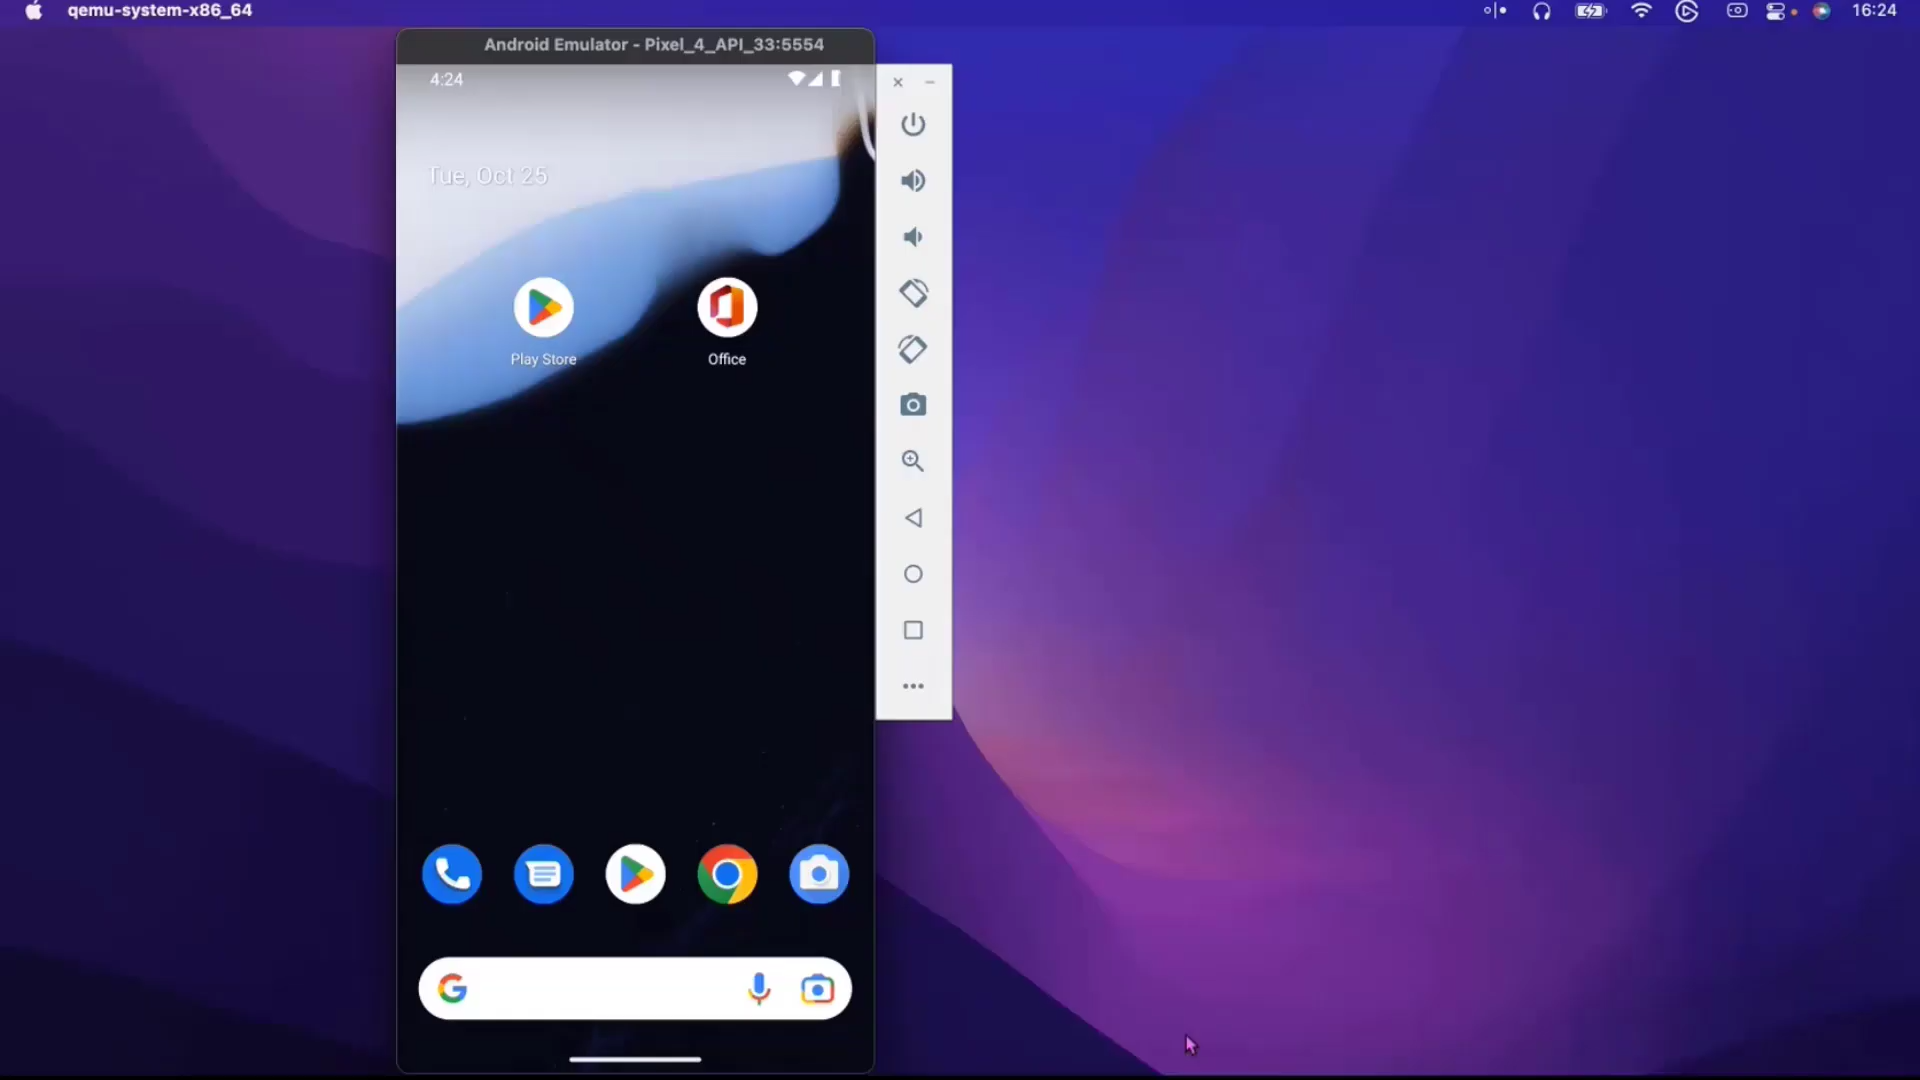 qemu-system-x86_64
16:24
Android Emulator - Pixel_4_API_33:5554
4:24
Tue, Oct 25
Play Store
Office